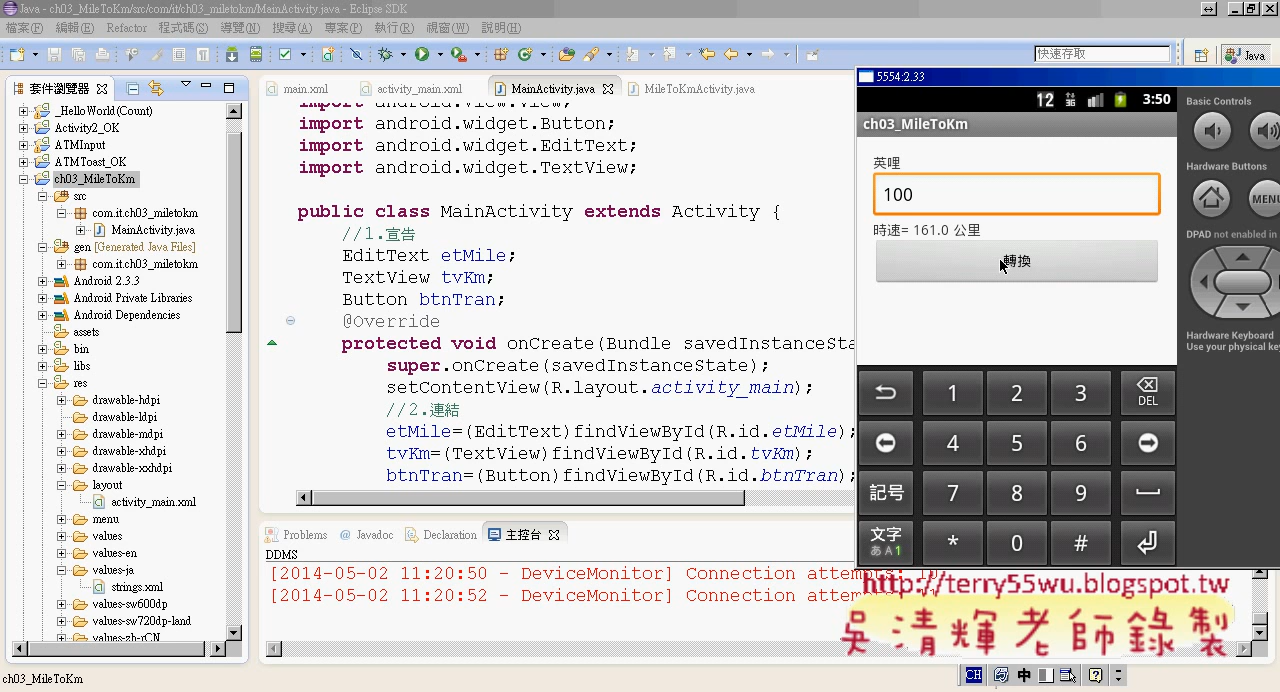 Java - ch03_MileToKm/src/com/it/ch03_miletokm/MainActivity.java - Eclipse SDK
檔案(F) 編輯(E) Refactor 程式碼(S) 導覽(N) 搜尋(A) 專案(P) 執行(R) 視窗(W) 說明(H)
快速存取
Java
套件瀏覽器
_HelloWorld(Count)
Activity2_OK
ATMInput
ATMToast_OK
ch03_MileToKm
src
com.it.ch03_miletokm
MainActivity.java
gen [Generated Java Files]
com.it.ch03_miletokm
Android 2.3.3
Android Private Libraries
Android Dependencies
assets
bin
libs
res
drawable-hdpi
drawable-ldpi
drawable-mdpi
drawable-xhdpi
drawable-xxhdpi
layout
activity_main.xml
menu
values
values-en
values-ja
strings.xml
values-sw600dp
values-sw720dp-land
values-zh-rCN
main.xml activity_main.xml MainActivity.java MileToKmActivity.java
import android.view.View;
import android.widget.Button;
import android.widget.EditText;
import android.widget.TextView;
public class MainActivity extends Activity {
//1.宣告
EditText etMile;
TextView tvKm;
Button btnTran;
@Override
protected void onCreate(Bundle savedInstanceSta
super.onCreate(savedInstanceState);
setContentView(R.layout.activity_main);
//2.連結
etMile=(EditText)findViewById(R.id.etMile);
tvKm=(TextView)findViewById(R.id.tvKm);
btnTran=(Button)findViewById(R.id.btnTran);
Problems @ Javadoc Declaration 主控台
DDMS
[2014-05-02 11:20:50 - DeviceMonitor] Connection attempts: 10
[2014-05-02 11:20:52 - DeviceMonitor] Connection attempts: 11
5554:2.33
12 3G 3:50
ch03_MileToKm
英哩
100
時速= 161.0 公里
轉換
1 2 3 DEL
4 5 6
記号 7 8 9
文字 あA1 * 0 #
Basic Controls
Hardware Buttons
MENU
DPAD not enabled in
Hardware Keyboard
Use your physical key
http://terry55wu.blogspot.tw
吳清輝老師錄製
ch03_MileToKm
CH 中